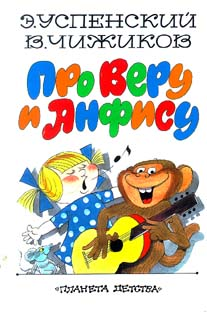 Э.УСПЕНСКИЙ
В.ЧИЖИКОВ
ПРО ВЕРУ
И АНФИСУ
«ПЛАНЕТА ДЕТСТВА»